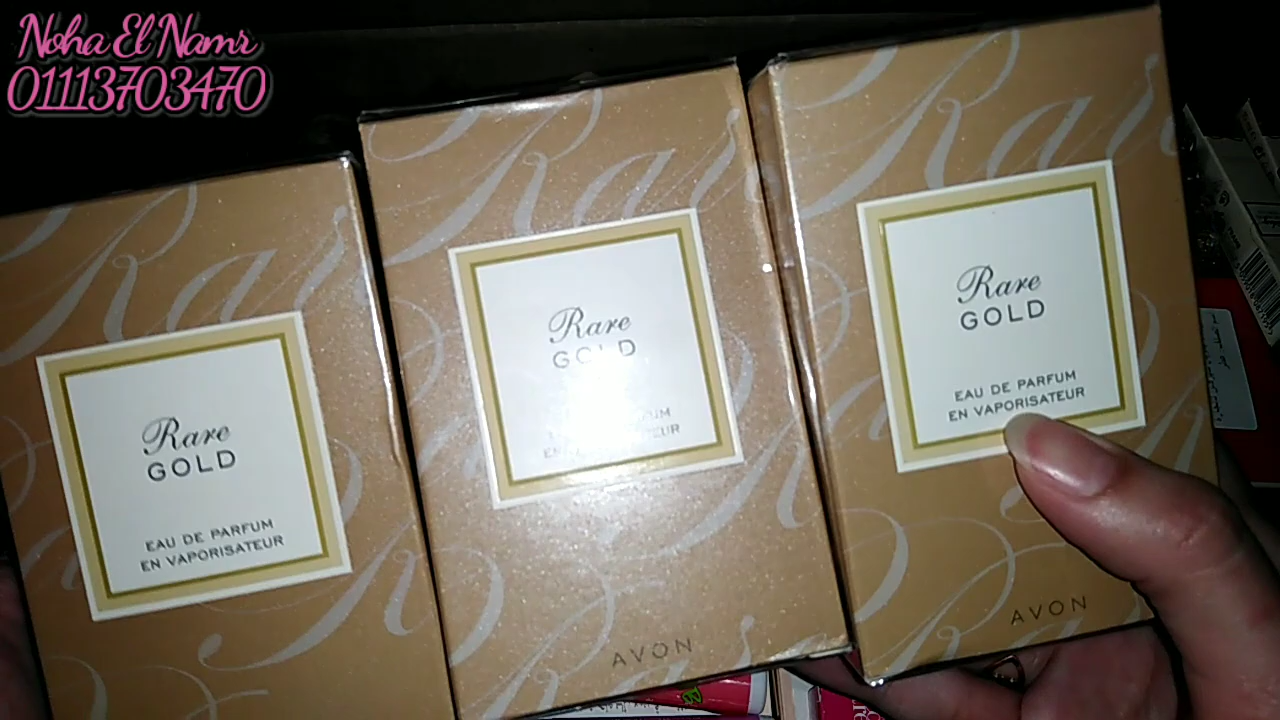 Noha El Namr
01113703470
Rare
GOLD
EAU DE PARFUM
EN VAPORISATEUR
Rare
GOLD
AVON
Rare
GOLD
EAU DE PARFUM
EN VAPORISATEUR
AVON